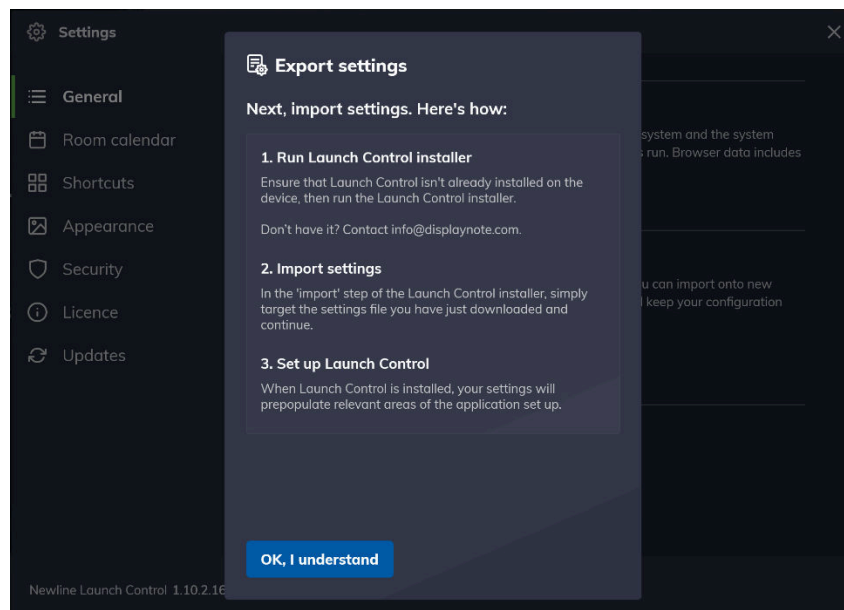 Settings
General
Room calendar
Shortcuts
Appearance
Security
Licence
Updates
Newline Launch Control 1.10.2.16
Export settings
Next, import settings. Here's how:
1. Run Launch Control installer
Ensure that Launch Control isn't already installed on the
device, then run the Launch Control installer.
Don't have it? Contact info@displaynote.com.
2. Import settings
In the 'import' step of the Launch Control installer, simply
target the settings file you have just downloaded and
continue.
3. Set up Launch Control
When Launch Control is installed, your settings will
prepopulate relevant areas of the application set up.
OK, I understand
system and the system
run. Browser data includes
can import onto new
keep your configuration